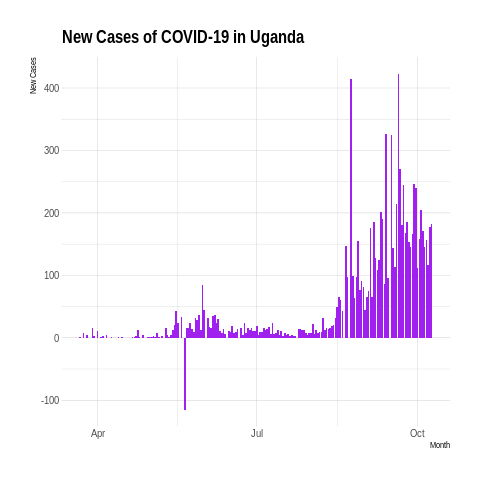 New Cases of COVID-19 in Uganda
New Cases
400
300
200
100
0
-100
Apr
Jul
Oct
Month